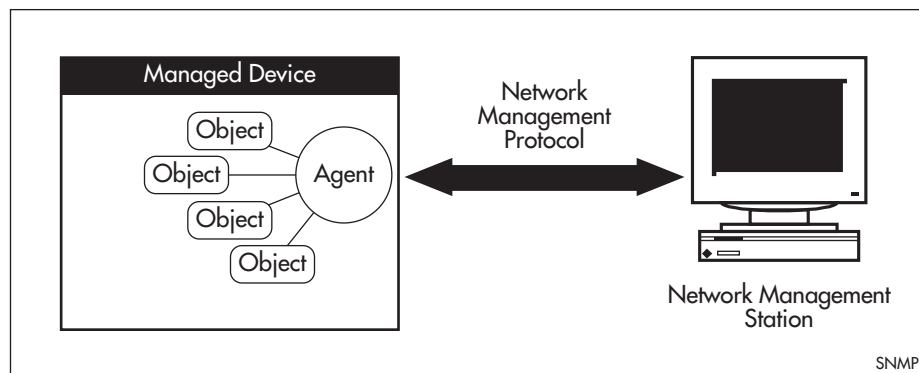 Managed Device
Object
Object
Object
Object
Agent
Network
Management
Protocol
Network Management
Station
SNMP